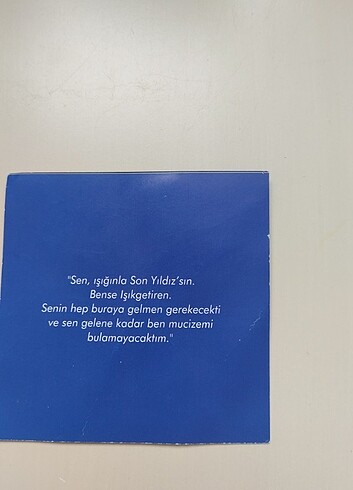 "Sen, ışığınla Son Yıldız'sın.
Bense Işıkgetiren.
Senin hep buraya gelmen gerekecekti
ve sen gelene kadar ben mucizemi
bulamayacaktım."